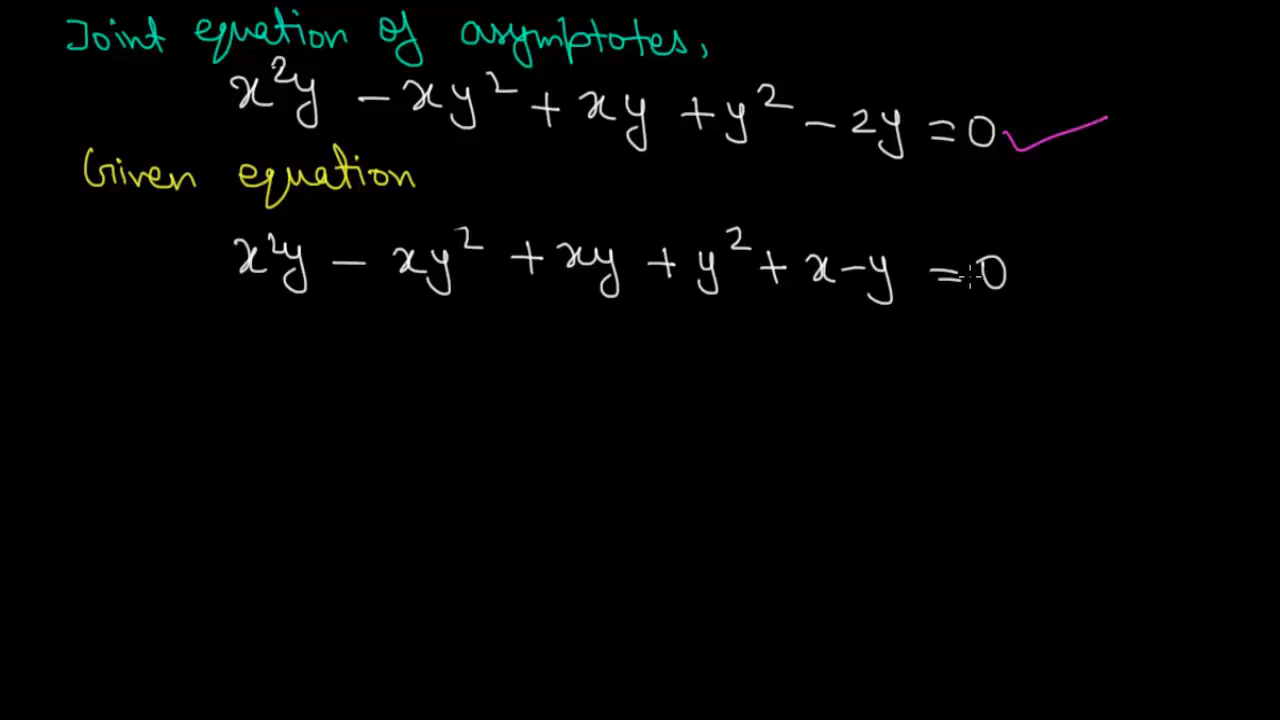 Joint equation of asymptotes,
x²y − xy² + xy + y² − 2y = 0
Given equation
x²y − xy² + xy + y² + x − y = 0